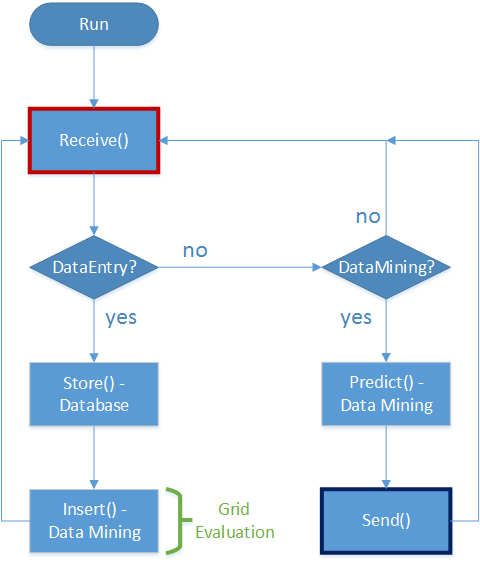 Run
Receive()
no
DataEntry?
no
DataMining?
yes
yes
Store() -
Database
Predict() -
Data Mining
Insert() -
Data Mining
Grid
Evaluation
Send()